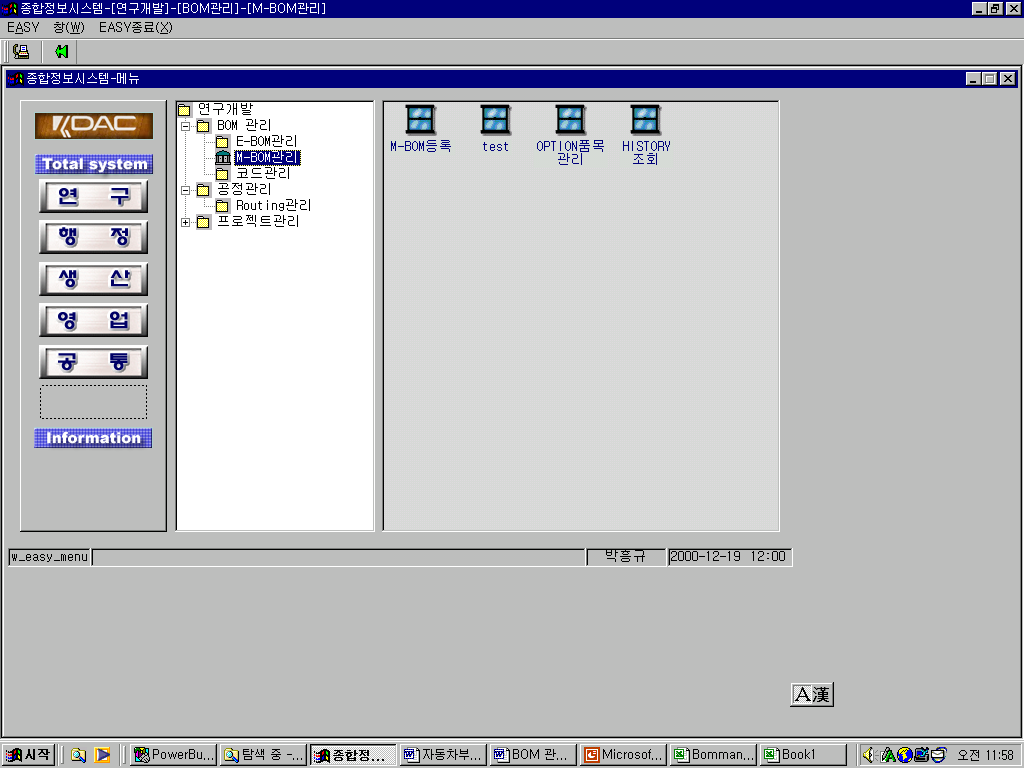 종합정보시스템-[연구개발]-[BOM관리]-[M-BOM관리]
EASY 창(W) EASY종료(X)
종합정보시스템-메뉴
KDAC
Total system
연 구
행 정
생 산
영 업
공 통
Information
연구개발
BOM 관리
E-BOM관리
M-BOM관리
코드관리
공정관리
Routing관리
프로젝트관리
M-BOM등록
test
OPTION품목
관리
HISTORY
조회
w_easy_menu 박흥규 2000-12-19 12:00
A漢
시작 PowerBu... 탐색 중 -... 종합정... 자동차부... BOM 관... Microsof... Bomman... Book1 오전 11:58